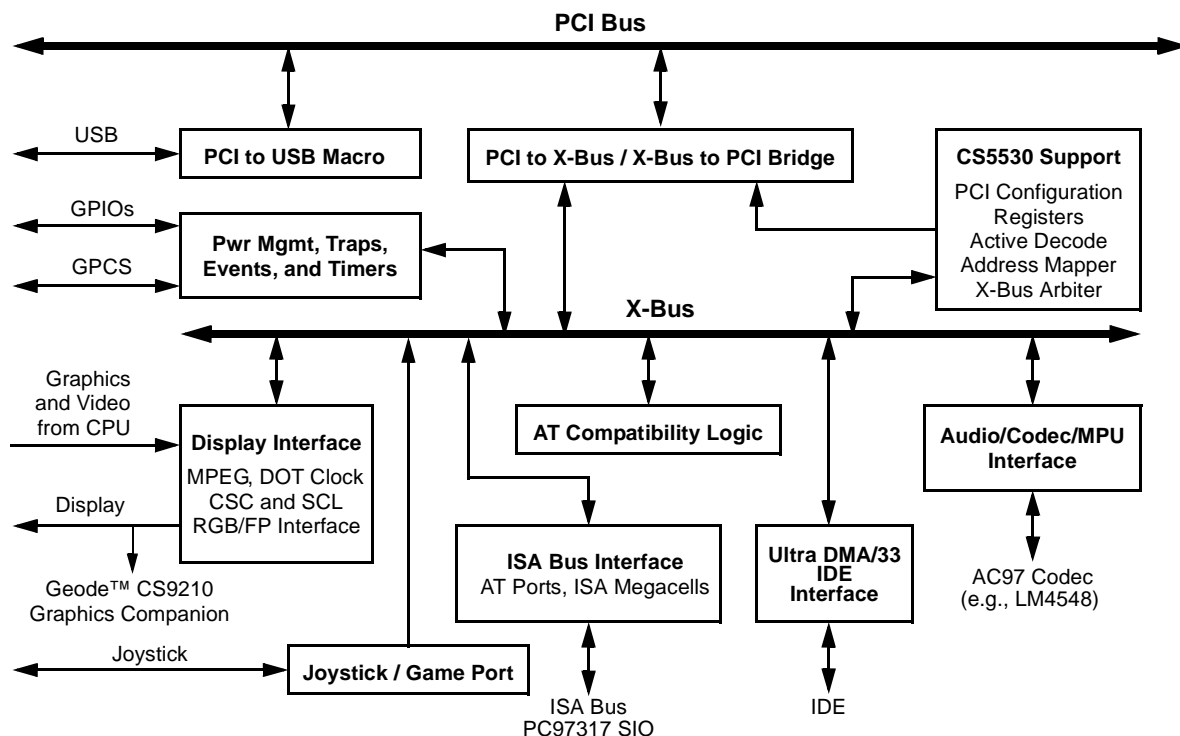 PCI Bus
USB
PCI to USB Macro
PCI to X-Bus / X-Bus to PCI Bridge
CS5530 Support
PCI Configuration
Registers
Active Decode
Address Mapper
X-Bus Arbiter
GPIOs
GPCS
Pwr Mgmt, Traps,
Events, and Timers
X-Bus
Graphics
and Video
from CPU
Display
Display Interface
MPEG, DOT Clock
CSC and SCL
RGB/FP Interface
Geode™ CS9210
Graphics Companion
AT Compatibility Logic
Audio/Codec/MPU
Interface
ISA Bus Interface
AT Ports, ISA Megacells
Ultra DMA/33
IDE
Interface
AC97 Codec
(e.g., LM4548)
Joystick
Joystick / Game Port
ISA Bus
PC97317 SIO
IDE